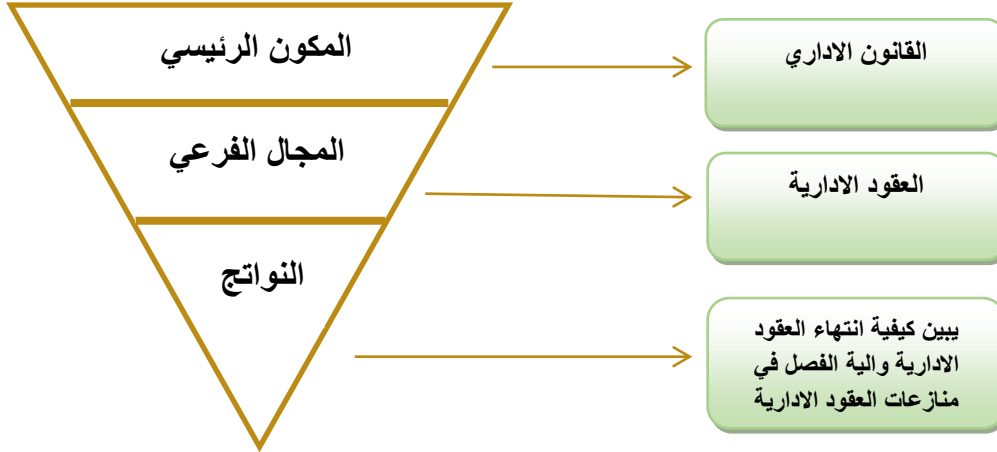 المكون الرئيسي
القانون الاداري
المجال الفرعي
العقود الادارية
النواتج
يبين كيفية انتهاء العقود
الادارية والية الفصل في
منازعات العقود الادارية